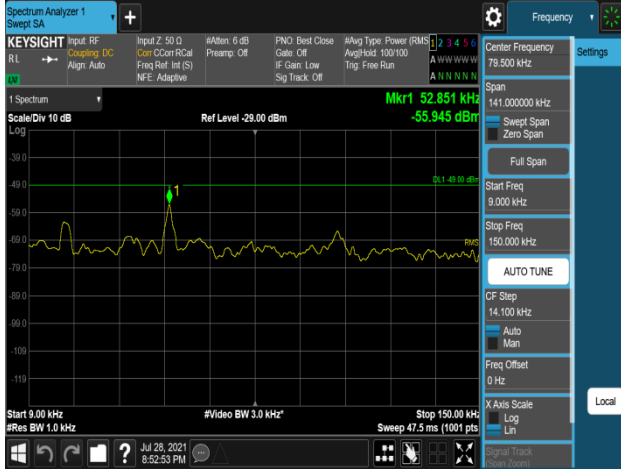 Spectrum Analyzer 1
Swept SA
+
Frequency
KEYSIGHT
RL
Input: RF
Coupling: DC
Align: Auto
Input Z: 50 Ω
Corr CCorr RCal
Freq Ref: Int (S)
NFE: Adaptive
#Atten: 6 dB
Preamp: Off
PNO: Best Close
Gate: Off
IF Gain: Low
Sig Track: Off
#Avg Type: Power (RMS
Avg|Hold: 100/100
Trig: Free Run
1 2 3 4 5 6
A W W W W W
A N N N N N
1 Spectrum
Scale/Div 10 dB
Log
Ref Level -29.00 dBm
Mkr1 52.851 kHz
-55.945 dBm
-39.0
-49.0
-59.0
-69.0
-79.0
-89.0
-99.0
-109
-119
DL1 -49.00 dBm
1
RMS
Start 9.00 kHz
#Res BW 1.0 kHz
#Video BW 3.0 kHz*
Stop 150.00 kHz
Sweep 47.5 ms (1001 pts
Center Frequency
79.500 kHz
Settings
Span
141.000000 kHz
Swept Span
Zero Span
Full Span
Start Freq
9.000 kHz
Stop Freq
150.000 kHz
AUTO TUNE
CF Step
14.100 kHz
Auto
Man
Freq Offset
0 Hz
X Axis Scale
Log
Lin
Local
Signal Track
(Span Zoom)
?
Jul 28, 2021
8:52:53 PM